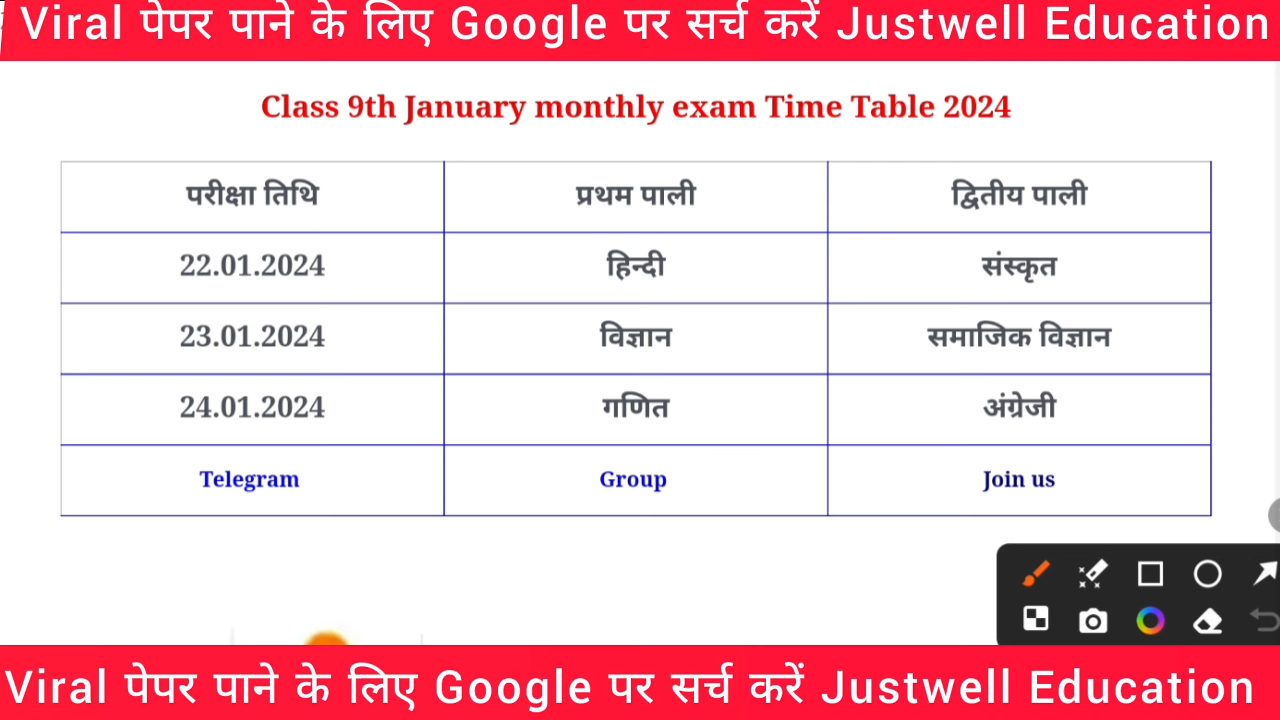 Viral पेपर पाने के लिए Google पर सर्च करें Justwell Education
Class 9th January monthly exam Time Table 2024
परीक्षा तिथि प्रथम पाली द्वितीय पाली
22.01.2024 हिन्दी संस्कृत
23.01.2024 विज्ञान समाजिक विज्ञान
24.01.2024 गणित अंग्रेजी
Telegram Group Join us
Viral पेपर पाने के लिए Google पर सर्च करें Justwell Education